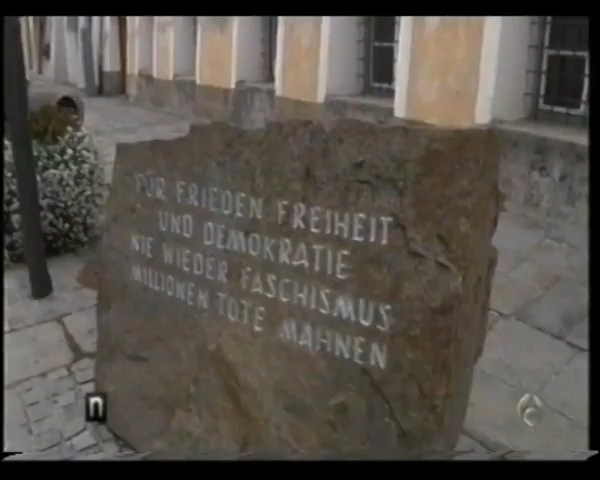 FÜR FRIEDEN FREIHEIT
UND DEMOKRATIE
NIE WIEDER FASCHISMUS
MILLIONEN TOTE MAHNEN
n